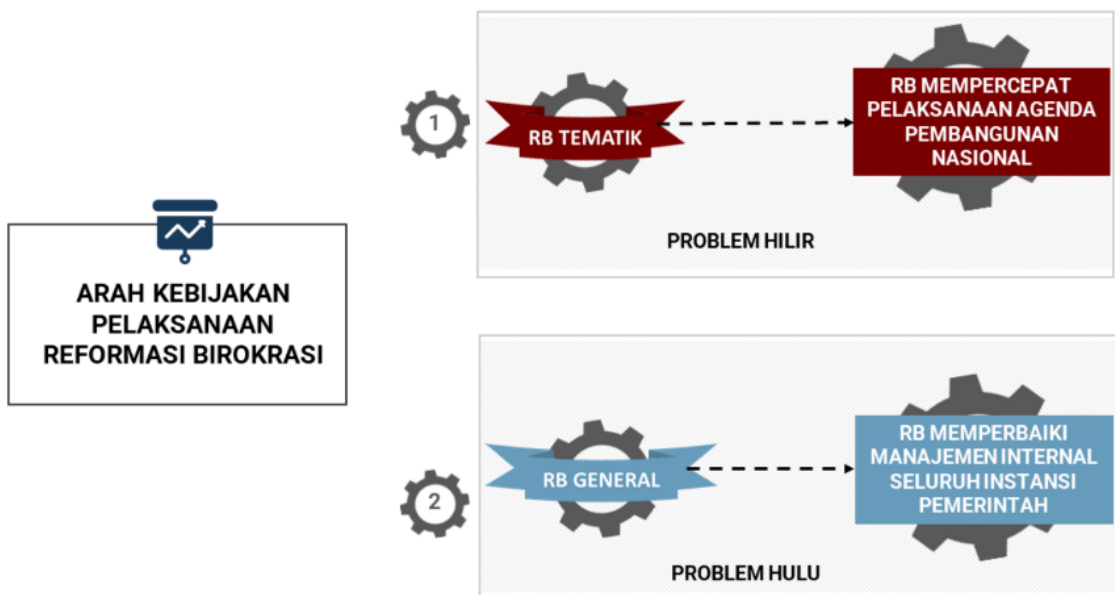 ARAH KEBIJAKAN
PELAKSANAAN
REFORMASI BIROKRASI
1
RB TEMATIK
RB MEMPERCEPAT
PELAKSANAAN AGENDA
PEMBANGUNAN
NASIONAL
PROBLEM HILIR
2
RB GENERAL
RB MEMPERBAIKI
MANAJEMEN INTERNAL
SELURUH INSTANSI
PEMERINTAH
PROBLEM HULU